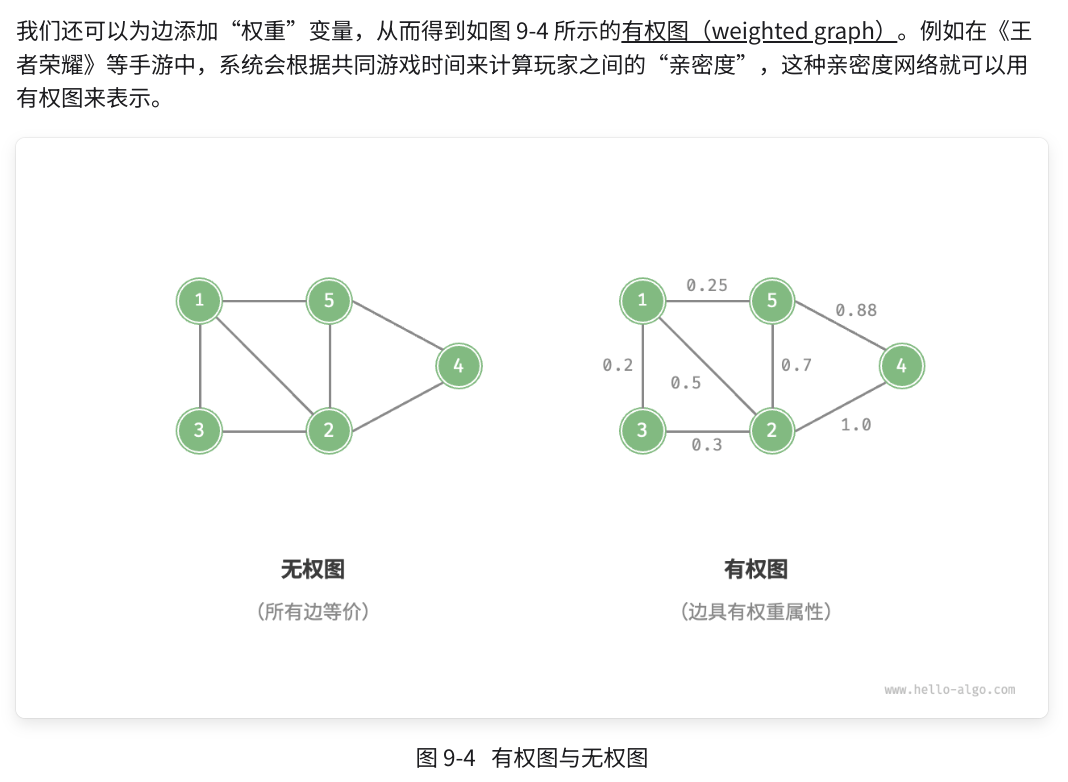 我们还可以为边添加“权重”变量，从而得到如图 9-4 所示的有权图（weighted graph）。例如在《王
者荣耀》等手游中，系统会根据共同游戏时间来计算玩家之间的“亲密度”，这种亲密度网络就可以用
有权图来表示。
1 5 4 3 2
1 0.25 5 0.88
0.2 0.5 0.7 4
3 0.3 2 1.0
无权图 有权图
（所有边等价） （边具有权重属性）
www.hello-algo.com
图 9-4 有权图与无权图